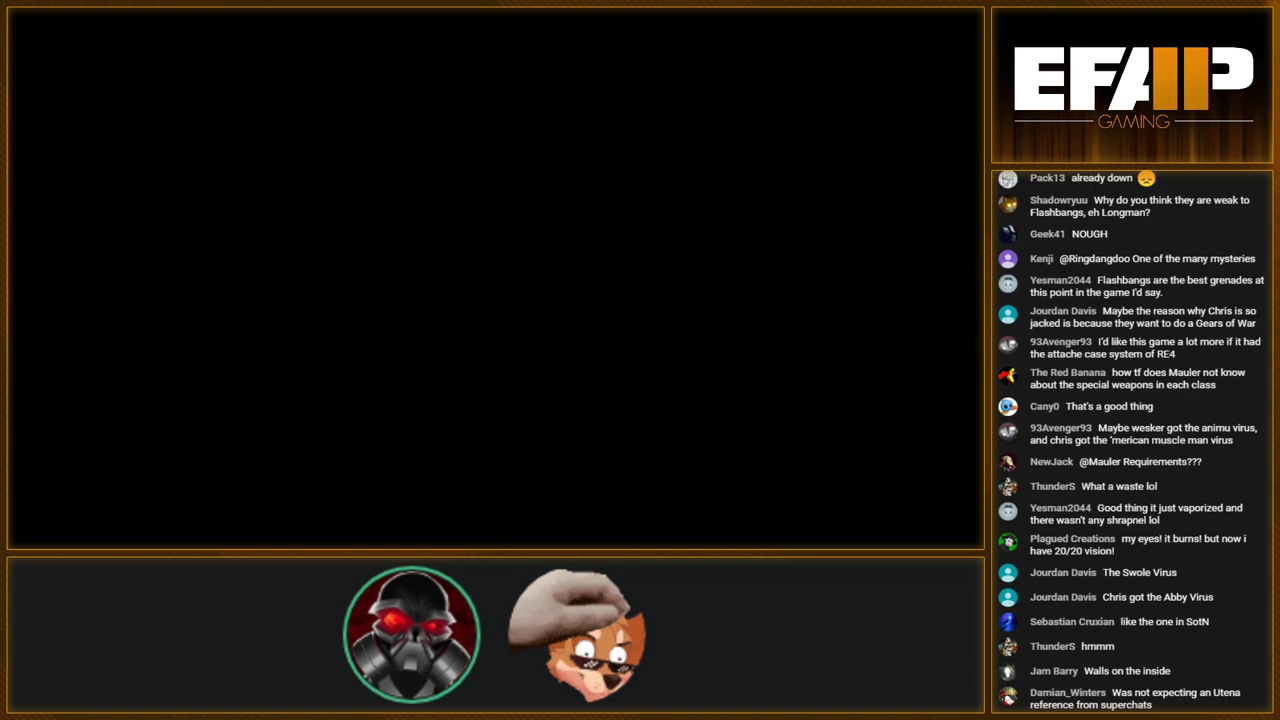 EFAP
GAMING
Pack13 already down
Shadowryuu Why do you think they are weak to
Flashbangs, eh Longman?
Geek41 NOUGH
Kenji @Ringdangdoo One of the many mysteries
Yesman2044 Flashbangs are the best grenades at
this point in the game I'd say.
Jourdan Davis Maybe the reason why Chris is so
jacked is because they want to do a Gears of War
93Avenger93 I'd like this game a lot more if it had
the attache case system of RE4
The Red Banana how tf does Mauler not know
about the special weapons in each class
Cany0 That's a good thing
93Avenger93 Maybe wesker got the animu virus,
and chris got the 'merican muscle man virus
NewJack @Mauler Requirements???
ThunderS What a waste lol
Yesman2044 Good thing it just vaporized and
there wasn't any shrapnel lol
Plagued Creations my eyes! it burns! but now i
have 20/20 vision!
Jourdan Davis The Swole Virus
Jourdan Davis Chris got the Abby Virus
Sebastian Cruxian like the one in SotN
ThunderS hmmm
Jam Barry Walls on the inside
Damian_Winters Was not expecting an Utena
reference from superchats